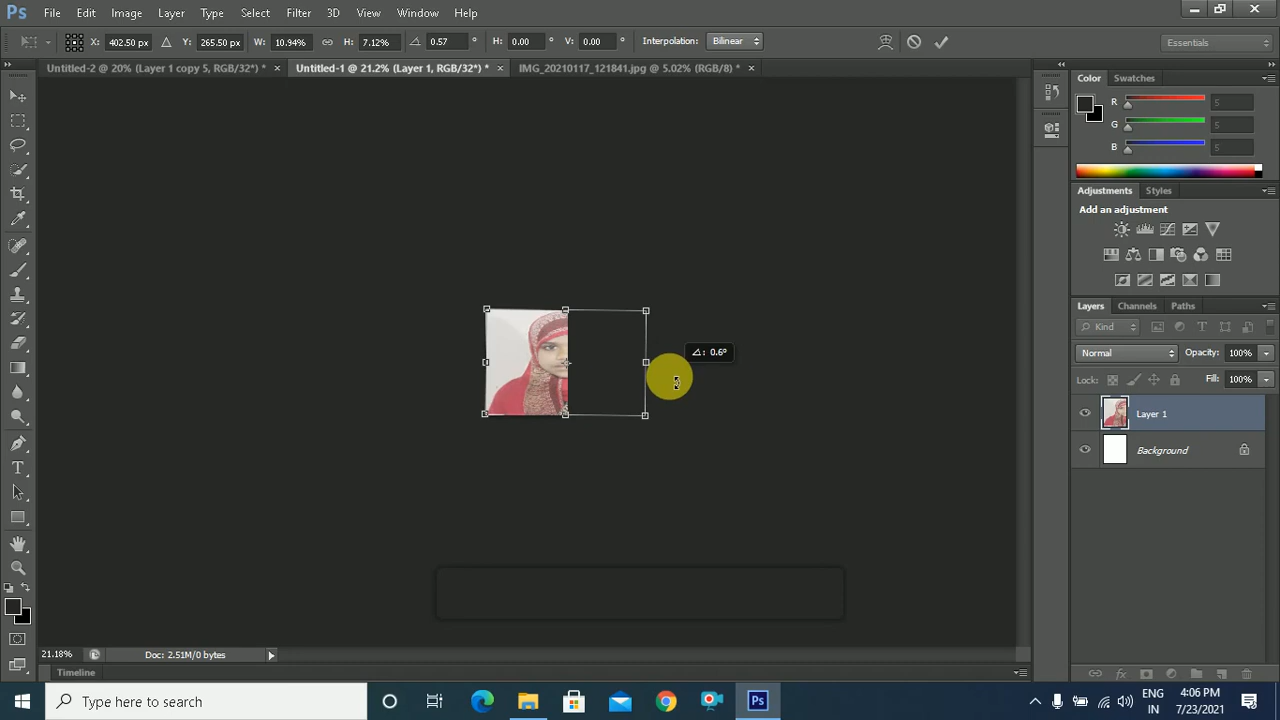 Ps File Edit Image Layer Type Select Filter 3D View Window Help
X: 402.50 px Y: 265.50 px W: 10.94% H: 7.12% 0.57 ° H: 0.00 ° V: 0.00 ° Interpolation: Bilinear Essentials
Untitled-2 @ 20% (Layer 1 copy 5, RGB/32*) * × Untitled-1 @ 21.2% (Layer 1, RGB/32*) * × IMG_20210117_121841.jpg @ 5.02% (RGB/8) * ×
Color Swatches
R 5
G 5
B 5
Adjustments Styles
Add an adjustment
Layers Channels Paths
Kind
Normal Opacity: 100%
Lock: Fill: 100%
Layer 1
Background
∠: 0.6°
21.18% Doc: 2.51M/0 bytes
Timeline
Type here to search
Ps
ENG
IN
4:06 PM
7/23/2021